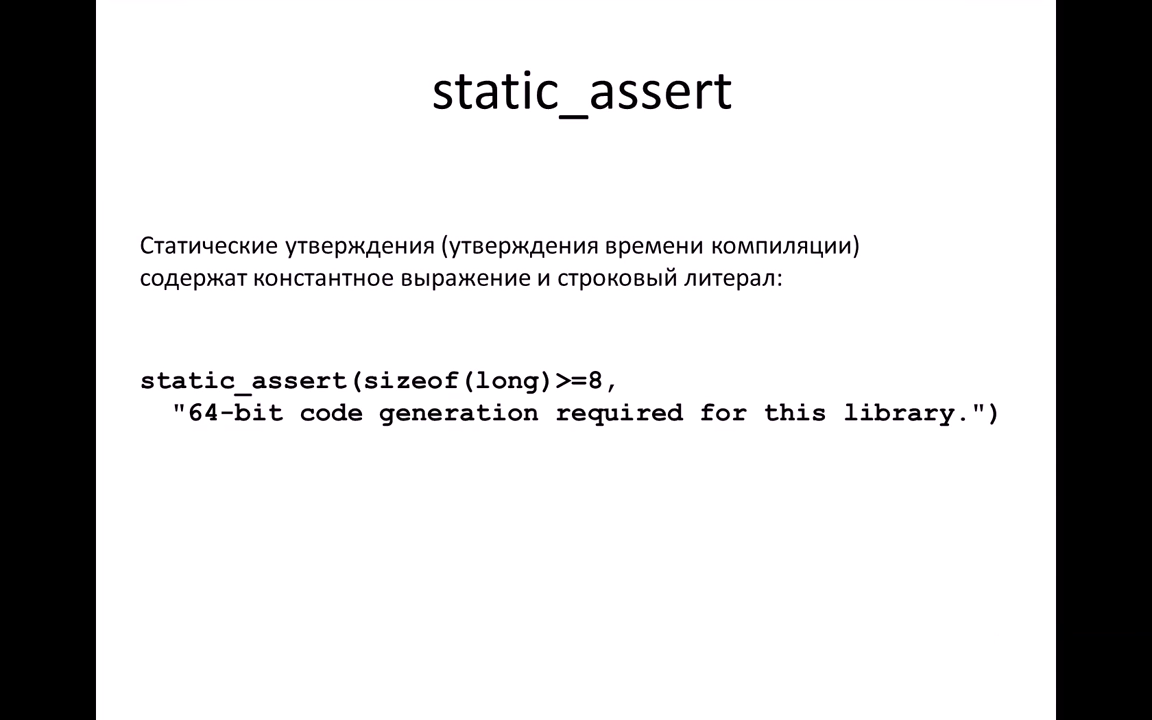 static_assert
Статические утверждения (утверждения времени компиляции)
содержат константное выражение и строковый литерал:
static_assert(sizeof(long)>=8,
"64-bit code generation required for this library.")